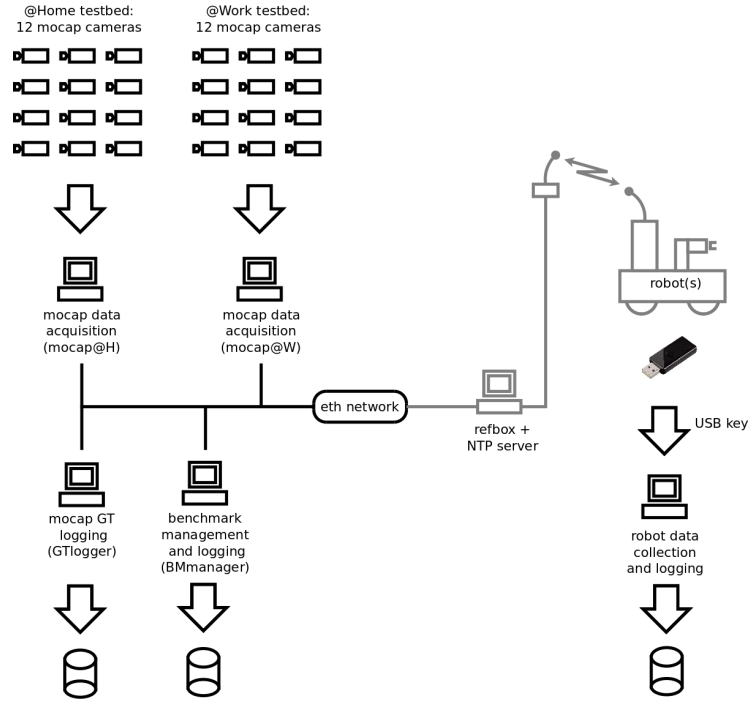 @Home testbed:
12 mocap cameras
@Work testbed:
12 mocap cameras
mocap data
acquisition
(mocap@H)
mocap data
acquisition
(mocap@W)
robot(s)
eth network
refbox +
NTP server
USB key
mocap GT
logging
(GTlogger)
benchmark
management
and logging
(BMmanager)
robot data
collection
and logging